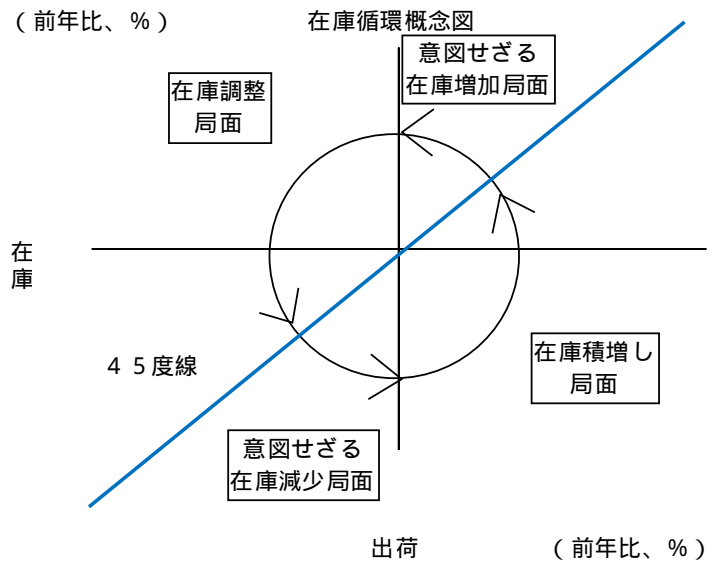 (前年比、%)
在庫循環概念図
意図せざる
在庫増加局面
在庫調整
局面
在
庫
在庫積増し
局面
45度線
意図せざる
在庫減少局面
出荷
(前年比、%)